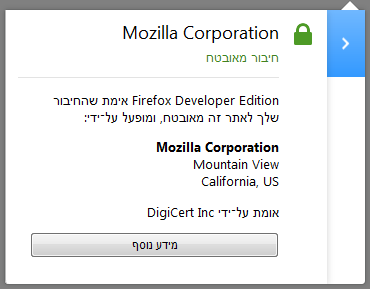 Mozilla Corporation
חיבור מאובטח
Firefox Developer Edition אימת שהחיבור
שלך לאתר זה מאובטח, ומופעל על־ידי:
Mozilla Corporation
Mountain View
California, US
אומת על־ידי DigiCert Inc
מידע נוסף